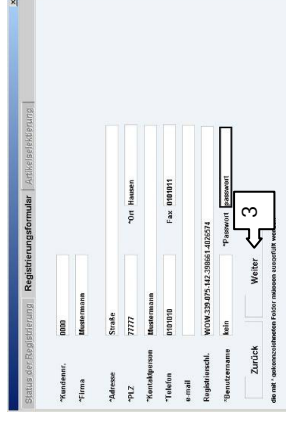 Status der Registrierung Registrierungsformular Artikelselektierung
*Kundennr. 0000
*Firma Mustermann
*Adresse Straße
*PLZ 77777 *Ort Hausen
*Kontaktperson Mustermann
*Telefon 0101010 Fax 0101011
e-mail
Registrierschl. WOW-339-075-142-398661-4026574
*Benutzername kein *Passwort passwort
3
Zurück Weiter
die mit * gekennzeichneten Felder müssen ausgefüllt